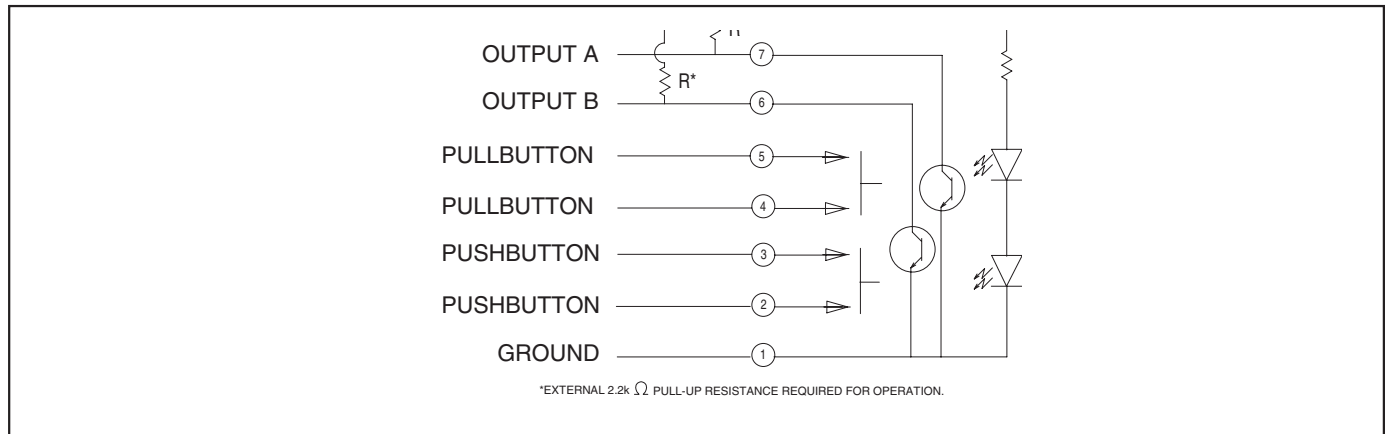 OUTPUT A 7
R*
OUTPUT B 6
PULLBUTTON 5
PULLBUTTON 4
PUSHBUTTON 3
PUSHBUTTON 2
GROUND 1
*EXTERNAL 2.2k Ω PULL-UP RESISTANCE REQUIRED FOR OPERATION.